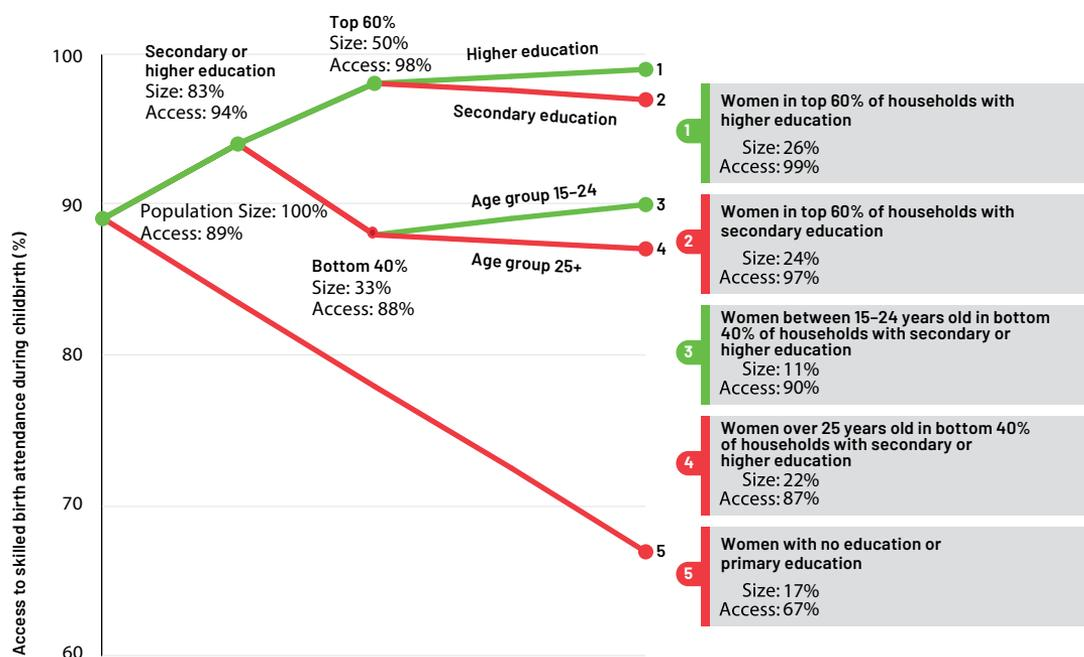 Top 60%
Size: 50%
Access: 98%
Secondary or
higher education
Size: 83%
Access: 94%
Higher education
Secondary education
Population Size: 100%
Access: 89%
Age group 15–24
Age group 25+
Bottom 40%
Size: 33%
Access: 88%
100
90
80
70
60
Access to skilled birth attendance during childbirth (%)
1
2
3
4
5
1
Women in top 60% of households with
higher education
Size: 26%
Access: 99%
2
Women in top 60% of households with
secondary education
Size: 24%
Access: 97%
3
Women between 15–24 years old in bottom
40% of households with secondary or
higher education
Size: 11%
Access: 90%
4
Women over 25 years old in bottom 40%
of households with secondary or
higher education
Size: 22%
Access: 87%
5
Women with no education or
primary education
Size: 17%
Access: 67%